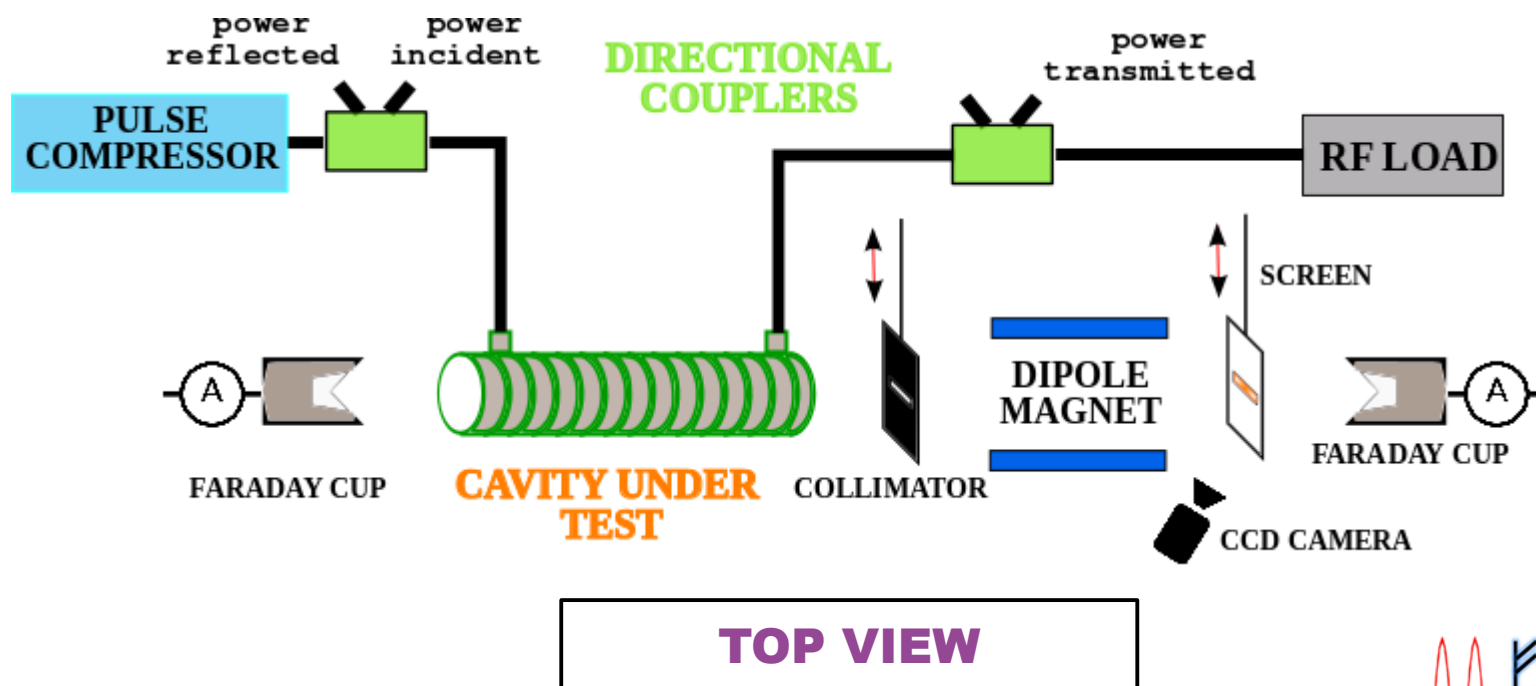 power
reflected
power
incident
DIRECTIONAL
COUPLERS
power
transmitted
PULSE
COMPRESSOR
RF LOAD
SCREEN
A
DIPOLE
MAGNET
A
FARADAY CUP
CAVITY UNDER
TEST
COLLIMATOR
FARADAY CUP
CCD CAMERA
TOP VIEW